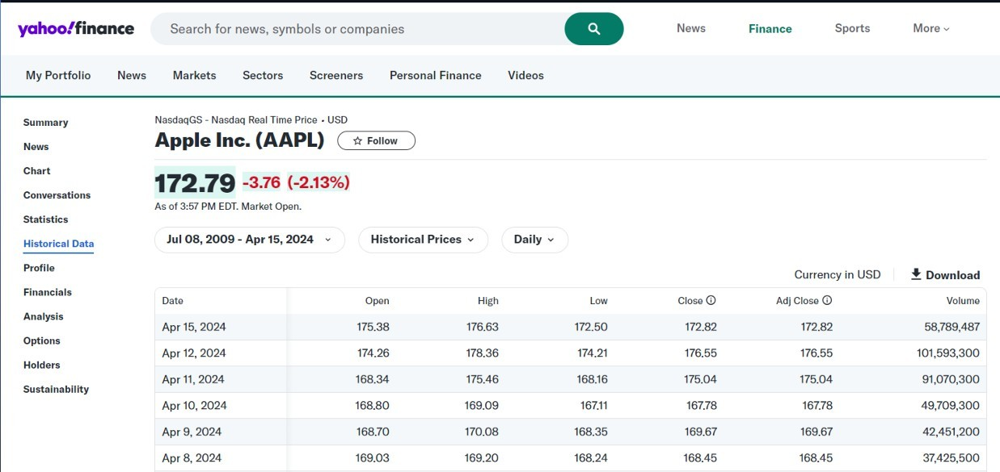 yahoo!finance Search for news, symbols or companies News Finance Sports More
My Portfolio News Markets Sectors Screeners Personal Finance Videos
Summary
News
Chart
Conversations
Statistics
Historical Data
Profile
Financials
Analysis
Options
Holders
Sustainability
NasdaqGS - Nasdaq Real Time Price • USD
Apple Inc. (AAPL) Follow
172.79 -3.76 (-2.13%)
As of 3:57 PM EDT. Market Open.
Jul 08, 2009 - Apr 15, 2024 Historical Prices Daily
Currency in USD Download
Date Open High Low Close Adj Close Volume
Apr 15, 2024 175.38 176.63 172.50 172.82 172.82 58,789,487
Apr 12, 2024 174.26 178.36 174.21 176.55 176.55 101,593,300
Apr 11, 2024 168.34 175.46 168.16 175.04 175.04 91,070,300
Apr 10, 2024 168.80 169.09 167.11 167.78 167.78 49,709,300
Apr 9, 2024 168.70 170.08 168.35 169.67 169.67 42,451,200
Apr 8, 2024 169.03 169.20 168.24 168.45 168.45 37,425,500